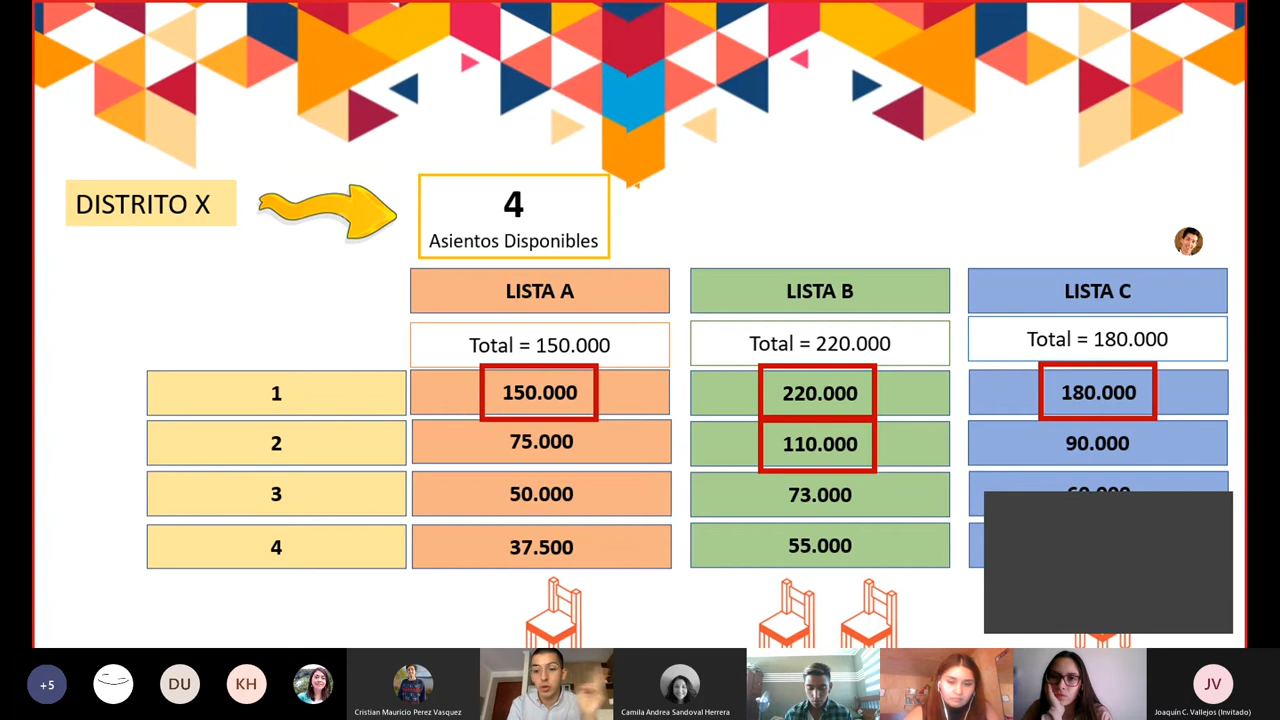 DISTRITO X
4
Asientos Disponibles
LISTA A
LISTA B
LISTA C
Total = 150.000
Total = 220.000
Total = 180.000
1
150.000
220.000
180.000
2
75.000
110.000
90.000
3
50.000
73.000
4
37.500
55.000
+5
DU
KH
Cristian Mauricio Perez Vasquez
Camila Andrea Sandoval Herrera
JV
Joaquín C. Vallejos (Invitado)